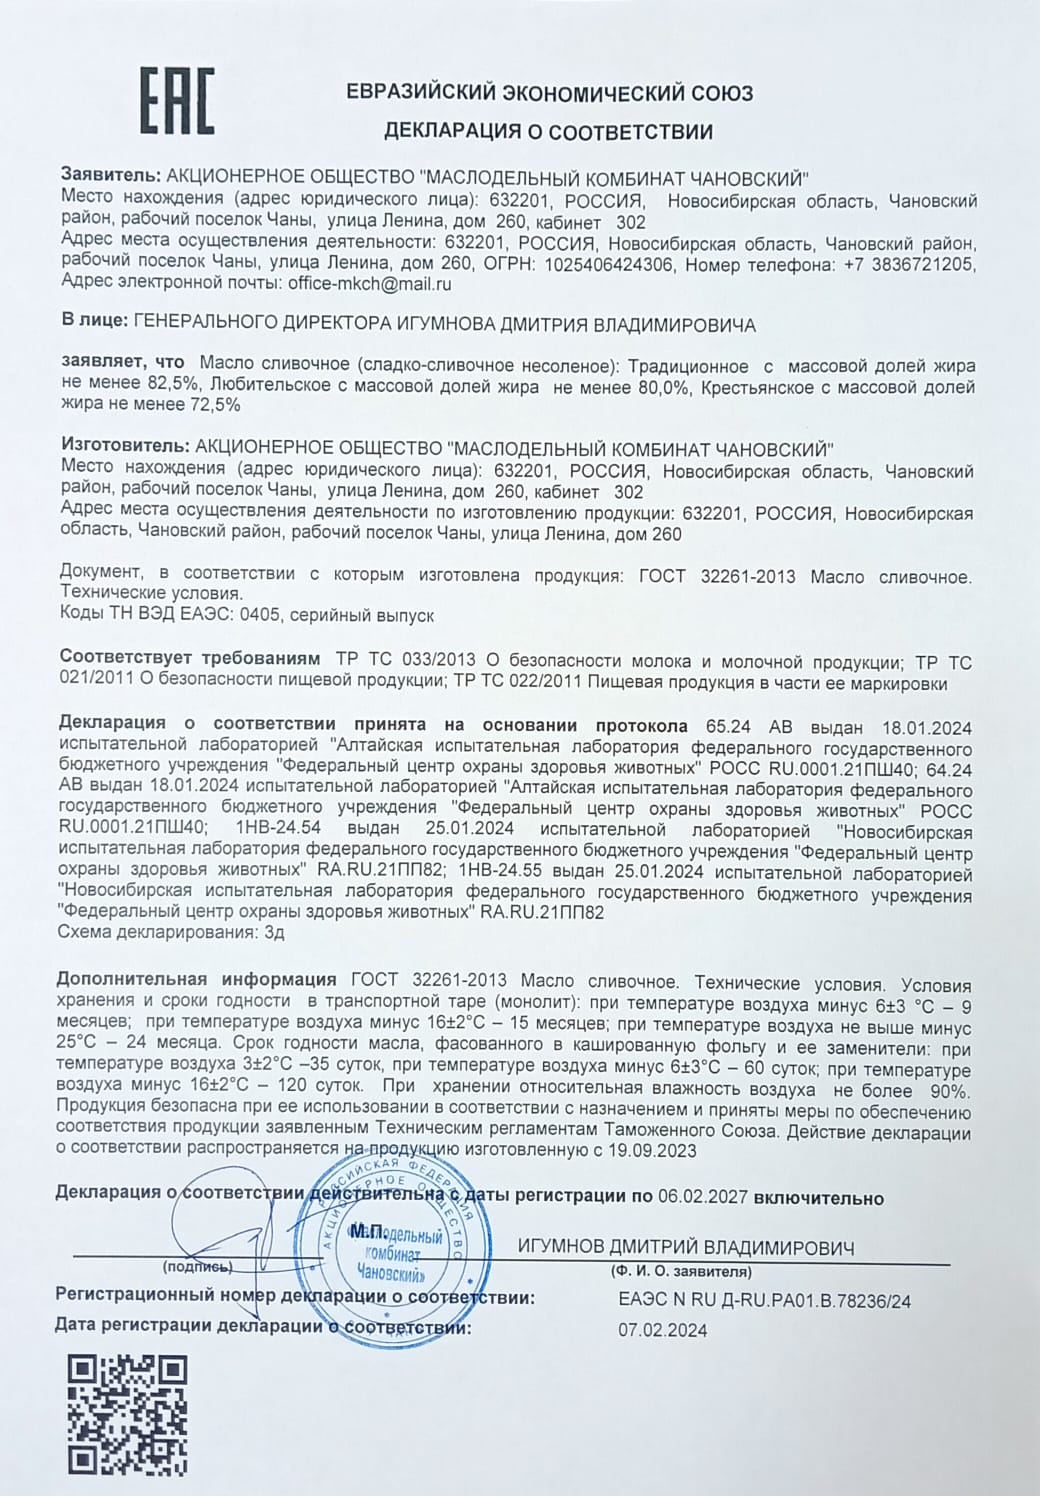 EAC
ЕВРАЗИЙСКИЙ ЭКОНОМИЧЕСКИЙ СОЮЗ
ДЕКЛАРАЦИЯ О СООТВЕТСТВИИ
Заявитель: АКЦИОНЕРНОЕ ОБЩЕСТВО "МАСЛОДЕЛЬНЫЙ КОМБИНАТ ЧАНОВСКИЙ"
Место нахождения (адрес юридического лица): 632201, РОССИЯ, Новосибирская область, Чановский
район, рабочий поселок Чаны, улица Ленина, дом 260, кабинет 302
Адрес места осуществления деятельности: 632201, РОССИЯ, Новосибирская область, Чановский район,
рабочий поселок Чаны, улица Ленина, дом 260, ОГРН: 1025406424306, Номер телефона: +7 3836721205,
Адрес электронной почты: office-mkch@mail.ru
В лице: ГЕНЕРАЛЬНОГО ДИРЕКТОРА ИГУМНОВА ДМИТРИЯ ВЛАДИМИРОВИЧА
заявляет, что Масло сливочное (сладко-сливочное несоленое): Традиционное с массовой долей жира
не менее 82,5%, Любительское с массовой долей жира не менее 80,0%, Крестьянское с массовой долей
жира не менее 72,5%
Изготовитель: АКЦИОНЕРНОЕ ОБЩЕСТВО "МАСЛОДЕЛЬНЫЙ КОМБИНАТ ЧАНОВСКИЙ"
Место нахождения (адрес юридического лица): 632201, РОССИЯ, Новосибирская область, Чановский
район, рабочий поселок Чаны, улица Ленина, дом 260, кабинет 302
Адрес места осуществления деятельности по изготовлению продукции: 632201, РОССИЯ, Новосибирская
область, Чановский район, рабочий поселок Чаны, улица Ленина, дом 260
Документ, в соответствии с которым изготовлена продукция: ГОСТ 32261-2013 Масло сливочное.
Технические условия.
Коды ТН ВЭД ЕАЭС: 0405, серийный выпуск
Соответствует требованиям ТР ТС 033/2013 О безопасности молока и молочной продукции; ТР ТС
021/2011 О безопасности пищевой продукции; ТР ТС 022/2011 Пищевая продукция в части ее маркировки
Декларация о соответствии принята на основании протокола 65.24 АВ выдан 18.01.2024
испытательной лабораторией "Алтайская испытательная лаборатория федерального государственного
бюджетного учреждения "Федеральный центр охраны здоровья животных" РОСС RU.0001.21ПШ40; 64.24
АВ выдан 18.01.2024 испытательной лабораторией "Алтайская испытательная лаборатория федерального
государственного бюджетного учреждения "Федеральный центр охраны здоровья животных" РОСС
RU.0001.21ПШ40; 1НВ-24.54 выдан 25.01.2024 испытательной лабораторией "Новосибирская
испытательная лаборатория федерального государственного бюджетного учреждения "Федеральный центр
охраны здоровья животных" RA.RU.21ПП82; 1НВ-24.55 выдан 25.01.2024 испытательной лабораторией
"Новосибирская испытательная лаборатория федерального государственного бюджетного учреждения
"Федеральный центр охраны здоровья животных" RA.RU.21ПП82
Схема декларирования: 3д
Дополнительная информация ГОСТ 32261-2013 Масло сливочное. Технические условия. Условия
хранения и сроки годности в транспортной таре (монолит): при температуре воздуха минус 6±3 °С – 9
месяцев; при температуре воздуха минус 16±2°С – 15 месяцев; при температуре воздуха не выше минус
25°С – 24 месяца. Срок годности масла, фасованного в кашированную фольгу и ее заменители: при
температуре воздуха 3±2°С –35 суток, при температуре воздуха минус 6±3°С – 60 суток; при температуре
воздуха минус 16±2°С – 120 суток. При хранении относительная влажность воздуха не более 90%.
Продукция безопасна при ее использовании в соответствии с назначением и приняты меры по обеспечению
соответствия продукции заявленным Техническим регламентам Таможенного Союза. Действие декларации
о соответствии распространяется на продукцию изготовленную с 19.09.2023
Декларация о соответствии действительна с даты регистрации по 06.02.2027 включительно
РОССИЙСКАЯ ФЕДЕРАЦИЯ
АКЦИОНЕРНОЕ ОБЩЕСТВО
М.П.
«Маслодельный
комбинат
Чановский»
ИГУМНОВ ДМИТРИЙ ВЛАДИМИРОВИЧ
(подпись)
(Ф. И. О. заявителя)
Регистрационный номер декларации о соответствии:
ЕАЭС N RU Д-RU.РА01.В.78236/24
Дата регистрации декларации о соответствии:
07.02.2024